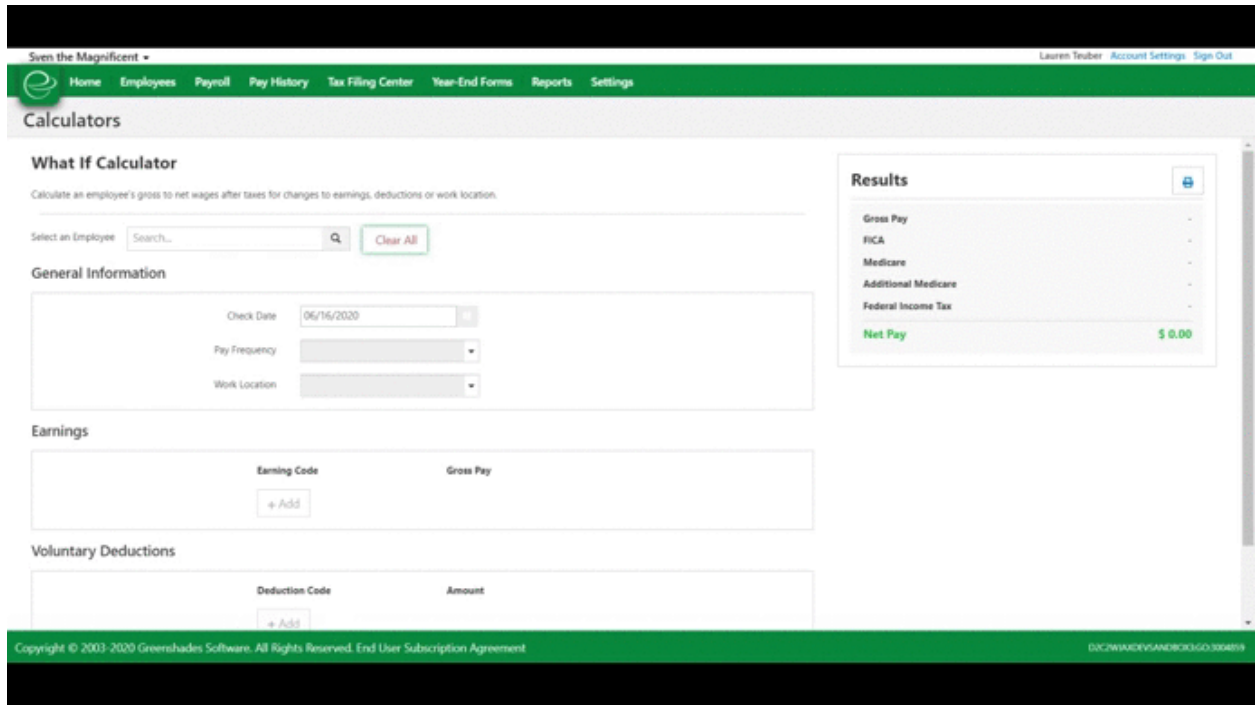 Sven the Magnificent
Lauren Teuber Account Settings Sign Out
Home Employees Payroll Pay History Tax Filing Center Year-End Forms Reports Settings
Calculators
What If Calculator
Calculate an employee's gross to net wages after taxes for changes to earnings, deductions or work location.
Select an Employee Search... Clear All
General Information
Check Date 06/16/2020
Pay Frequency
Work Location
Earnings
Earning Code Gross Pay
+ Add
Voluntary Deductions
Deduction Code Amount
+ Add
Results
Gross Pay -
FICA -
Medicare -
Additional Medicare -
Federal Income Tax -
Net Pay $ 0.00
Copyright © 2003-2020 Greenshades Software. All Rights Reserved. End User Subscription Agreement